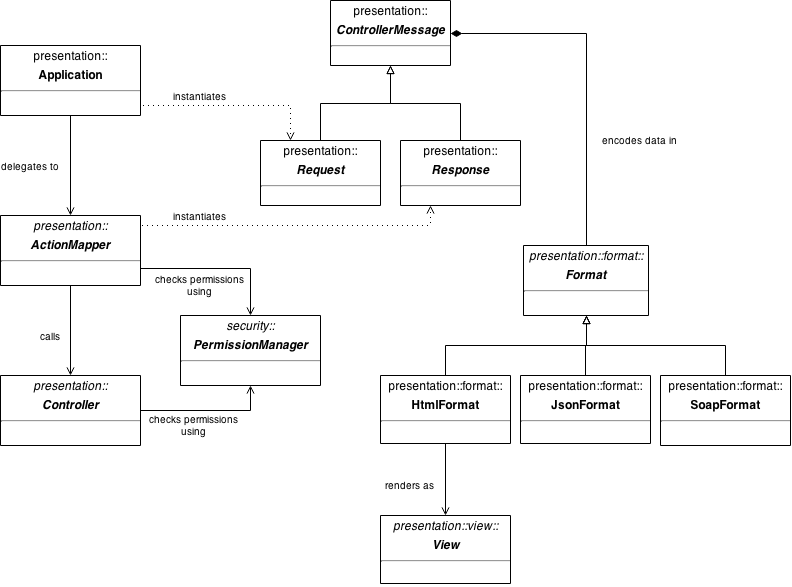 presentation::
ControllerMessage
presentation::
Application
instantiates
encodes data in
presentation::
Request
presentation::
Response
delegates to
presentation::
ActionMapper
instantiates
presentation::format::
Format
checks permissions
using
security::
PermissionManager
calls
presentation::
Controller
checks permissions
using
presentation::format::
HtmlFormat
presentation::format::
JsonFormat
presentation::format::
SoapFormat
renders as
presentation::view::
View